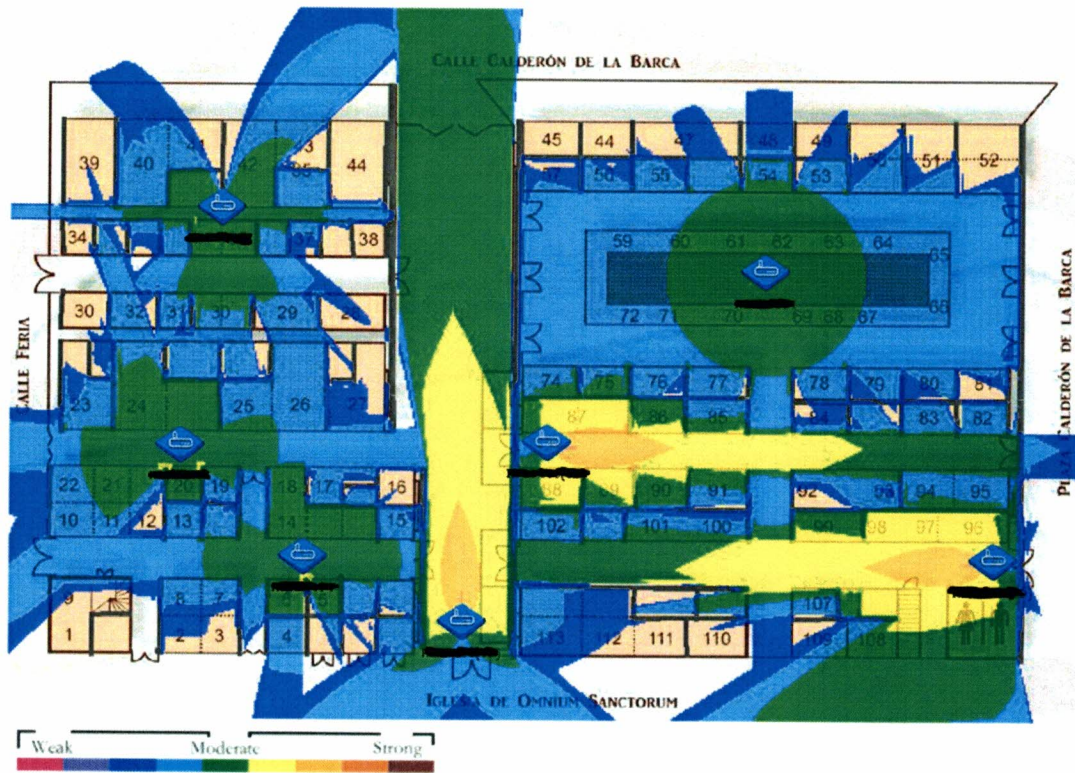 CALLE CALDERÓN DE LA BARCA
39 40 42 44
45 44 47 48 49 51 52
55 54 53
34 37 38
59 60 61 62 63 64
65
30 32 31 30 29
66
72 71 70 69 68 67
CALLE FERIA
PLAZA CALDERÓN DE LA BARCA
74 75 76 77 78 79 80 81
23 24 25 26 27
87 86 85 84 83 82
22 21 20 19 18 17 16
88 89 90 91 92 93 94 95
10 11 12 13 14 15
102 101 100 99 98 97 96
9 8 7 6 5
107
1 2 3 4
113 112 111 110 109 108
IGLESIA DE OMNIUM SANCTORUM
Weak Moderate Strong